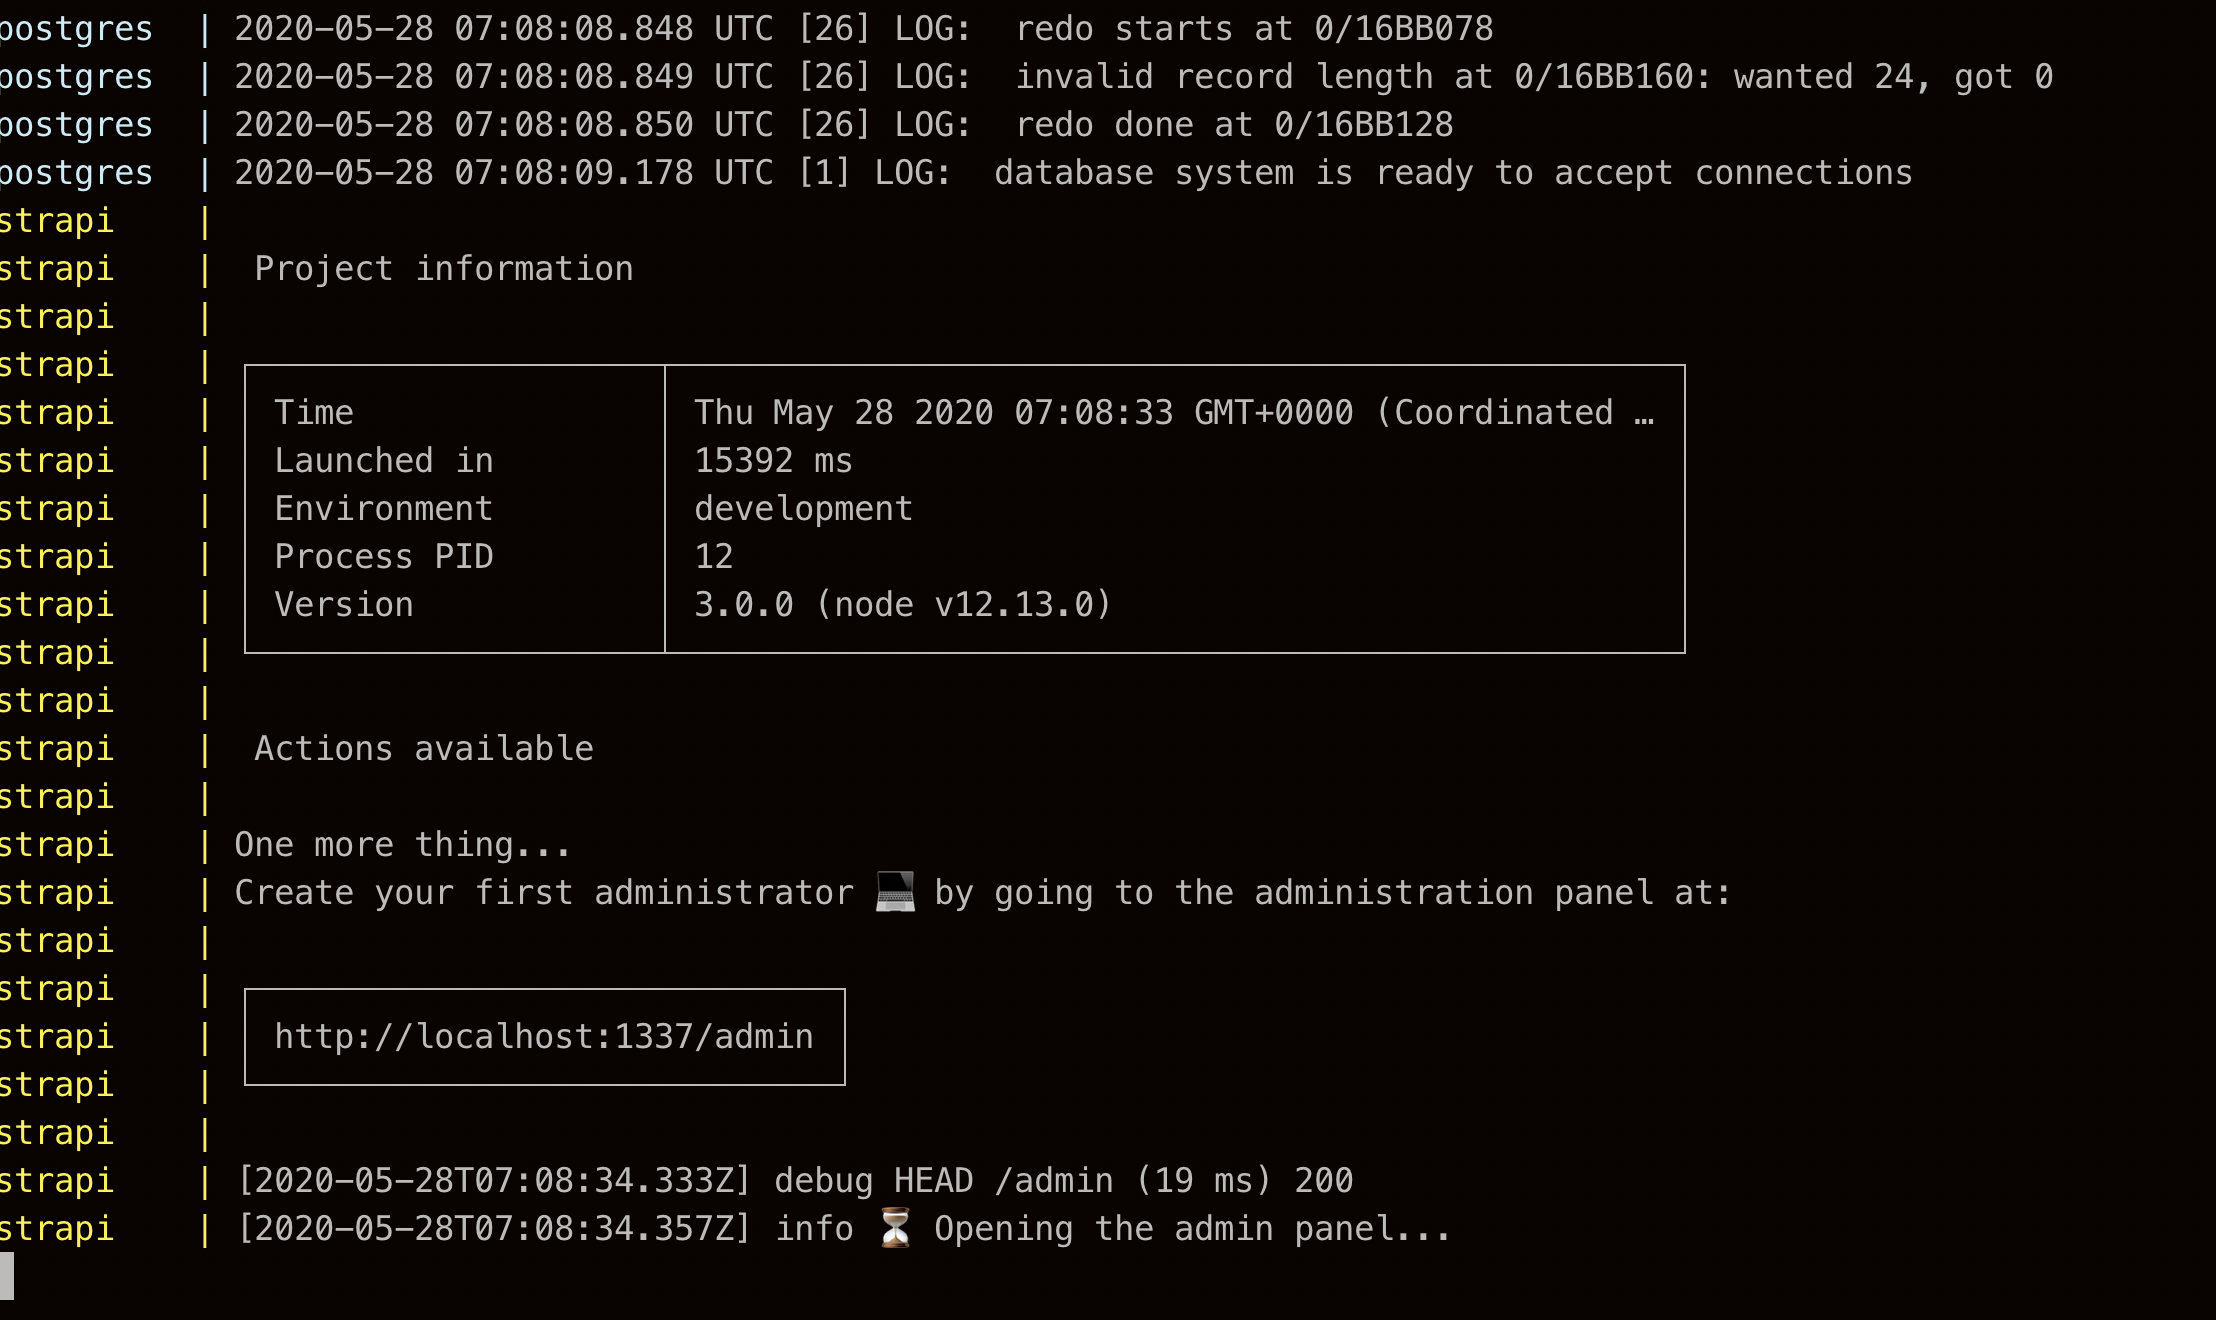 postgres | 2020-05-28 07:08:08.848 UTC [26] LOG: redo starts at 0/16BB078
postgres | 2020-05-28 07:08:08.849 UTC [26] LOG: invalid record length at 0/16BB160: wanted 24, got 0
postgres | 2020-05-28 07:08:08.850 UTC [26] LOG: redo done at 0/16BB128
postgres | 2020-05-28 07:08:09.178 UTC [1] LOG: database system is ready to accept connections
strapi |
strapi | Project information
strapi |
strapi |
strapi | Time Thu May 28 2020 07:08:33 GMT+0000 (Coordinated …
strapi | Launched in 15392 ms
strapi | Environment development
strapi | Process PID 12
strapi | Version 3.0.0 (node v12.13.0)
strapi |
strapi |
strapi | Actions available
strapi |
strapi | One more thing...
strapi | Create your first administrator 💻 by going to the administration panel at:
strapi |
strapi |
strapi | http://localhost:1337/admin
strapi |
strapi |
strapi | [2020-05-28T07:08:34.333Z] debug HEAD /admin (19 ms) 200
strapi | [2020-05-28T07:08:34.357Z] info ⏳ Opening the admin panel...